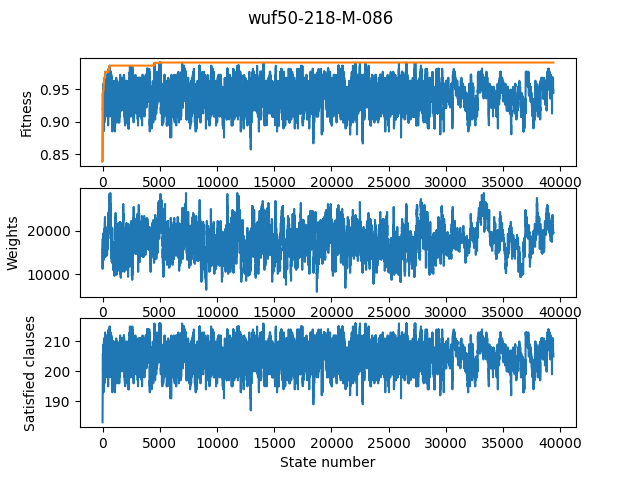 wuf50-218-M-086
Fitness
0.95
0.90
0.85
0 5000 10000 15000 20000 25000 30000 35000 40000
Weights
20000
10000
0 5000 10000 15000 20000 25000 30000 35000 40000
Satisfied clauses
210
200
190
0 5000 10000 15000 20000 25000 30000 35000 40000
State number